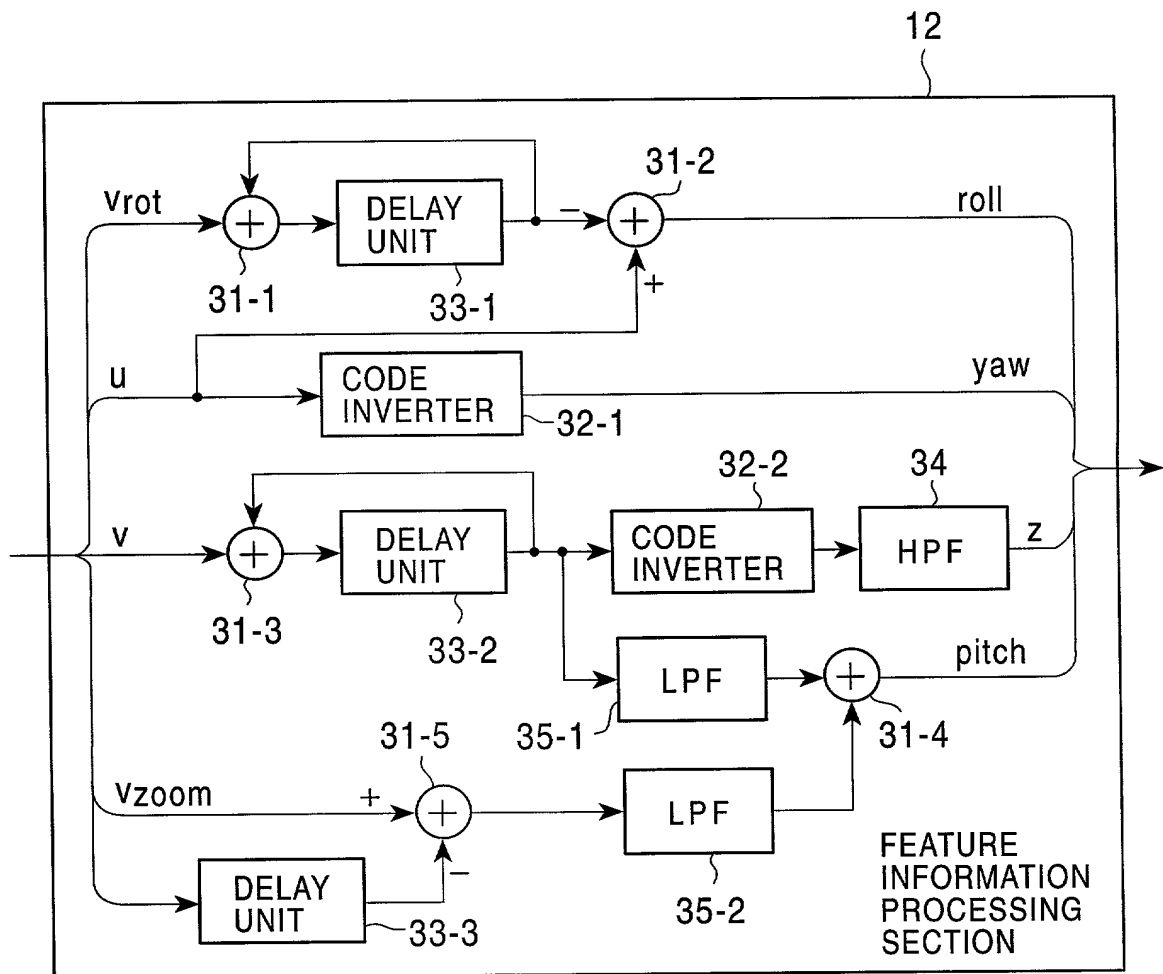 12
31-2
vrot
+
DELAY
UNIT
−
+
roll
31-1
33-1
+
u
CODE
INVERTER
yaw
32-1
32-2
34
v
+
DELAY
UNIT
CODE
INVERTER
HPF
z
31-3
33-2
LPF
+
pitch
35-1
31-4
31-5
vzoom
+
+
LPF
−
DELAY
UNIT
33-3
35-2
FEATURE
INFORMATION
PROCESSING
SECTION